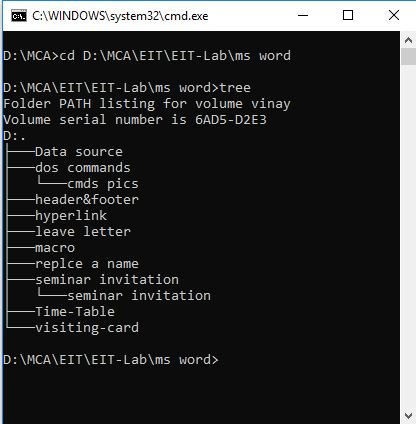 C:\WINDOWS\system32\cmd.exe
D:\MCA>cd D:\MCA\EIT\EIT-Lab\ms word
D:\MCA\EIT\EIT-Lab\ms word>tree
Folder PATH listing for volume vinay
Volume serial number is 6AD5-D2E3
D:.
├───Data source
├───dos commands
│   └───cmds pics
├───header&footer
├───hyperlink
├───leave letter
├───macro
├───replce a name
├───seminar invitation
│   └───seminar invitation
├───Time-Table
└───visiting-card
D:\MCA\EIT\EIT-Lab\ms word>